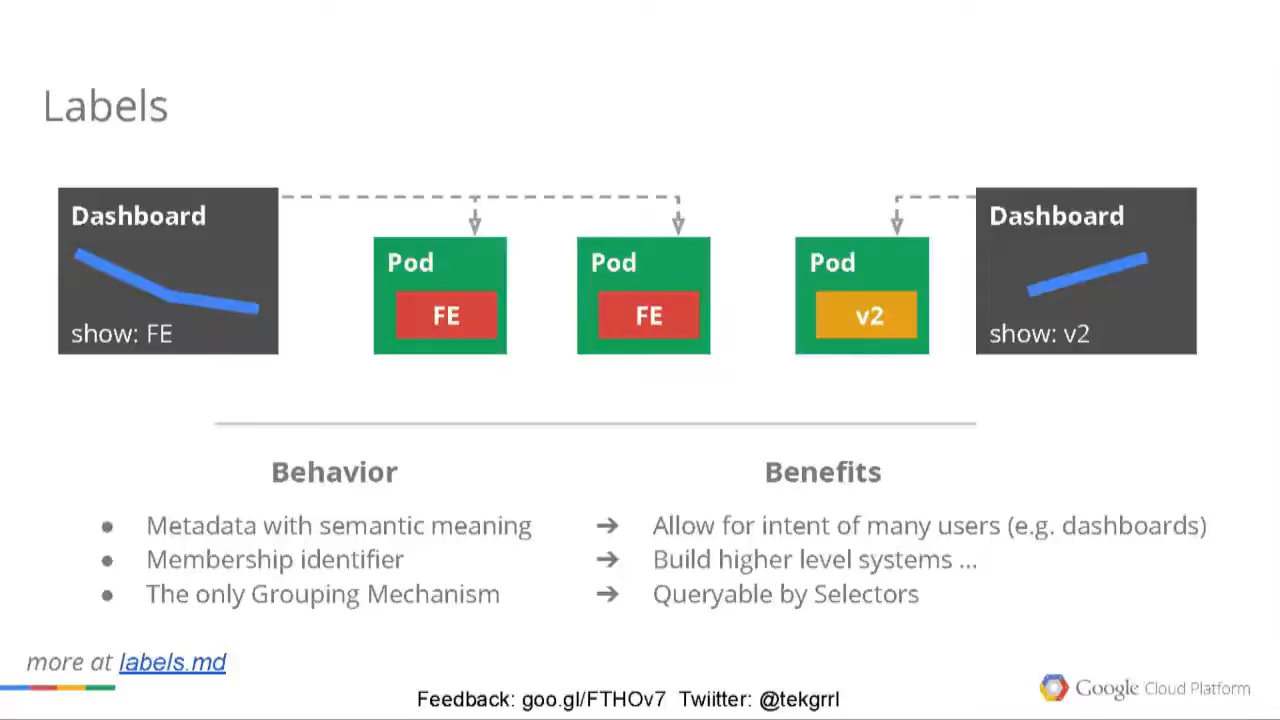 Labels
Dashboard
show: FE
Pod
FE
Pod
FE
Pod
v2
Dashboard
show: v2
Behavior
Benefits
● Metadata with semantic meaning
➔ Allow for intent of many users (e.g. dashboards)
● Membership identifier
➔ Build higher level systems ...
● The only Grouping Mechanism
➔ Queryable by Selectors
more at labels.md
Feedback: goo.gl/FTHOv7 Twiitter: @tekgrrl
Google Cloud Platform